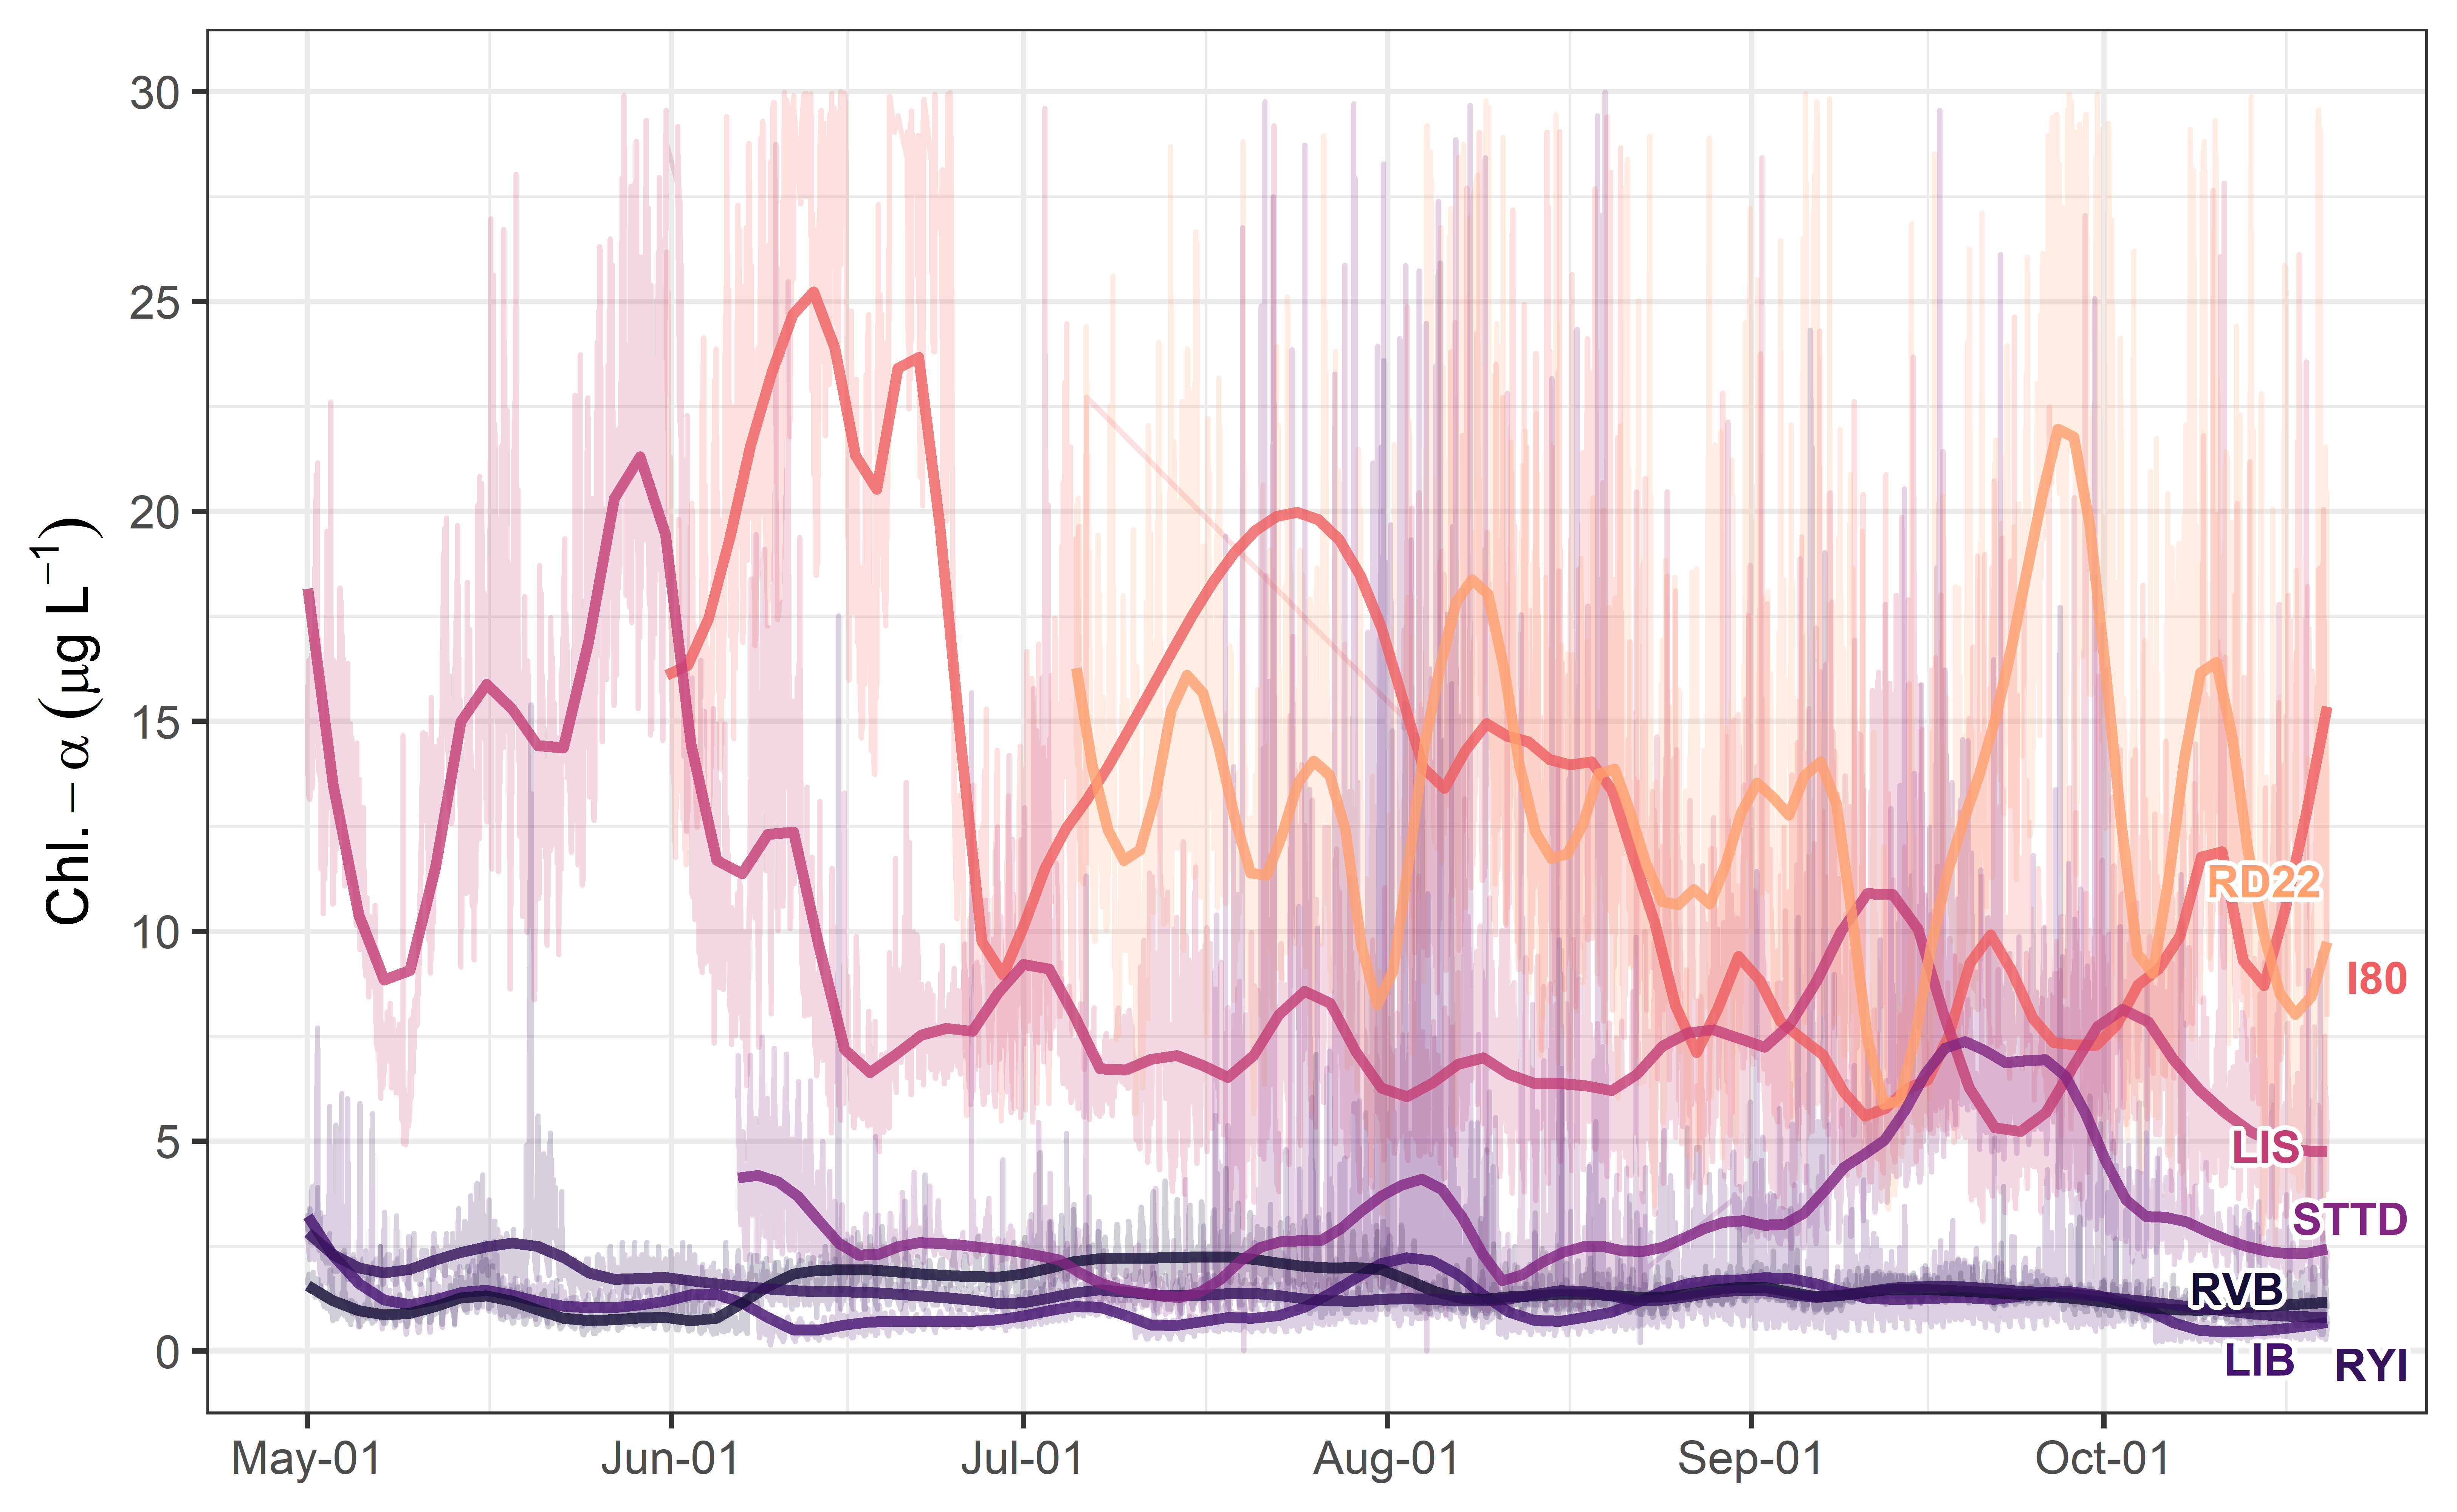 30
25
20
15
10
5
0
Chl. − α (μg L⁻¹)
RD22
I80
LIS
STTD
RVB
LIB
RYI
May-01
Jun-01
Jul-01
Aug-01
Sep-01
Oct-01